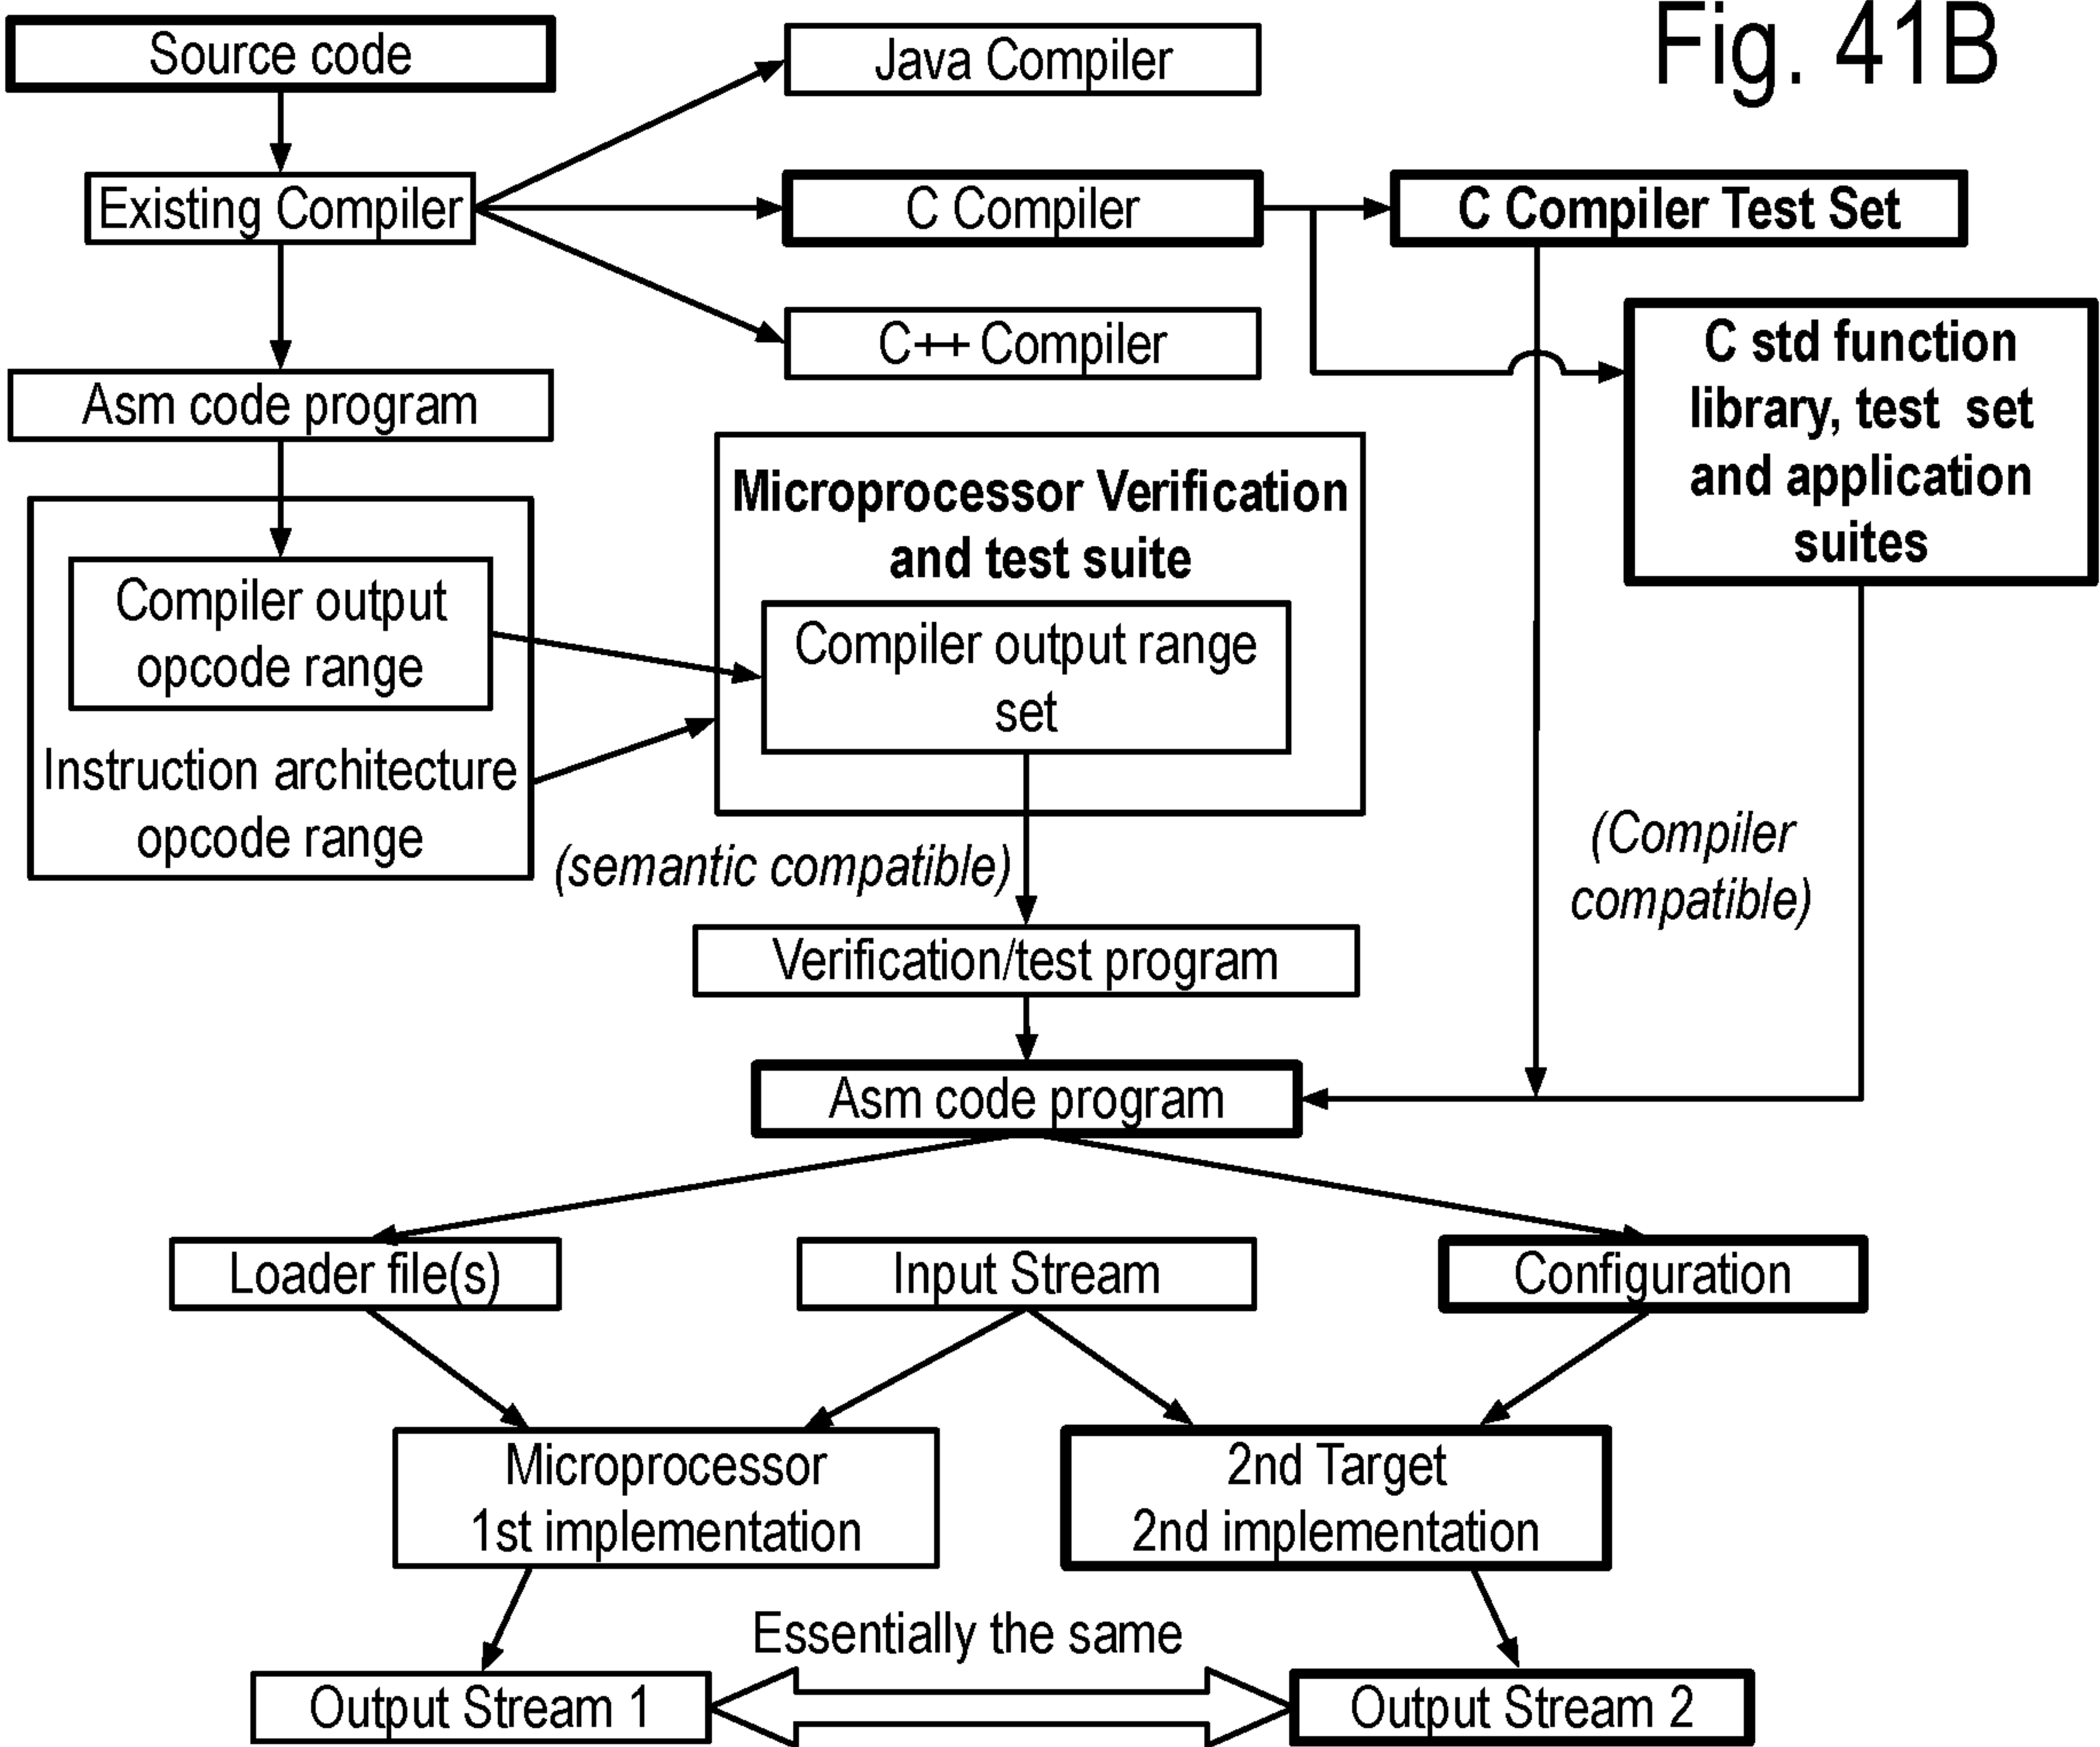 Fig. 41B
Source code
Java Compiler
Existing Compiler
C Compiler
C Compiler Test Set
C++ Compiler
C std function
library, test set
and application
suites
Asm code program
Microprocessor Verification
and test suite
Compiler output
opcode range
Compiler output range
set
Instruction architecture
opcode range
(semantic compatible)
(Compiler
compatible)
Verification/test program
Asm code program
Loader file(s)
Input Stream
Configuration
Microprocessor
1st implementation
2nd Target
2nd implementation
Essentially the same
Output Stream 1
Output Stream 2